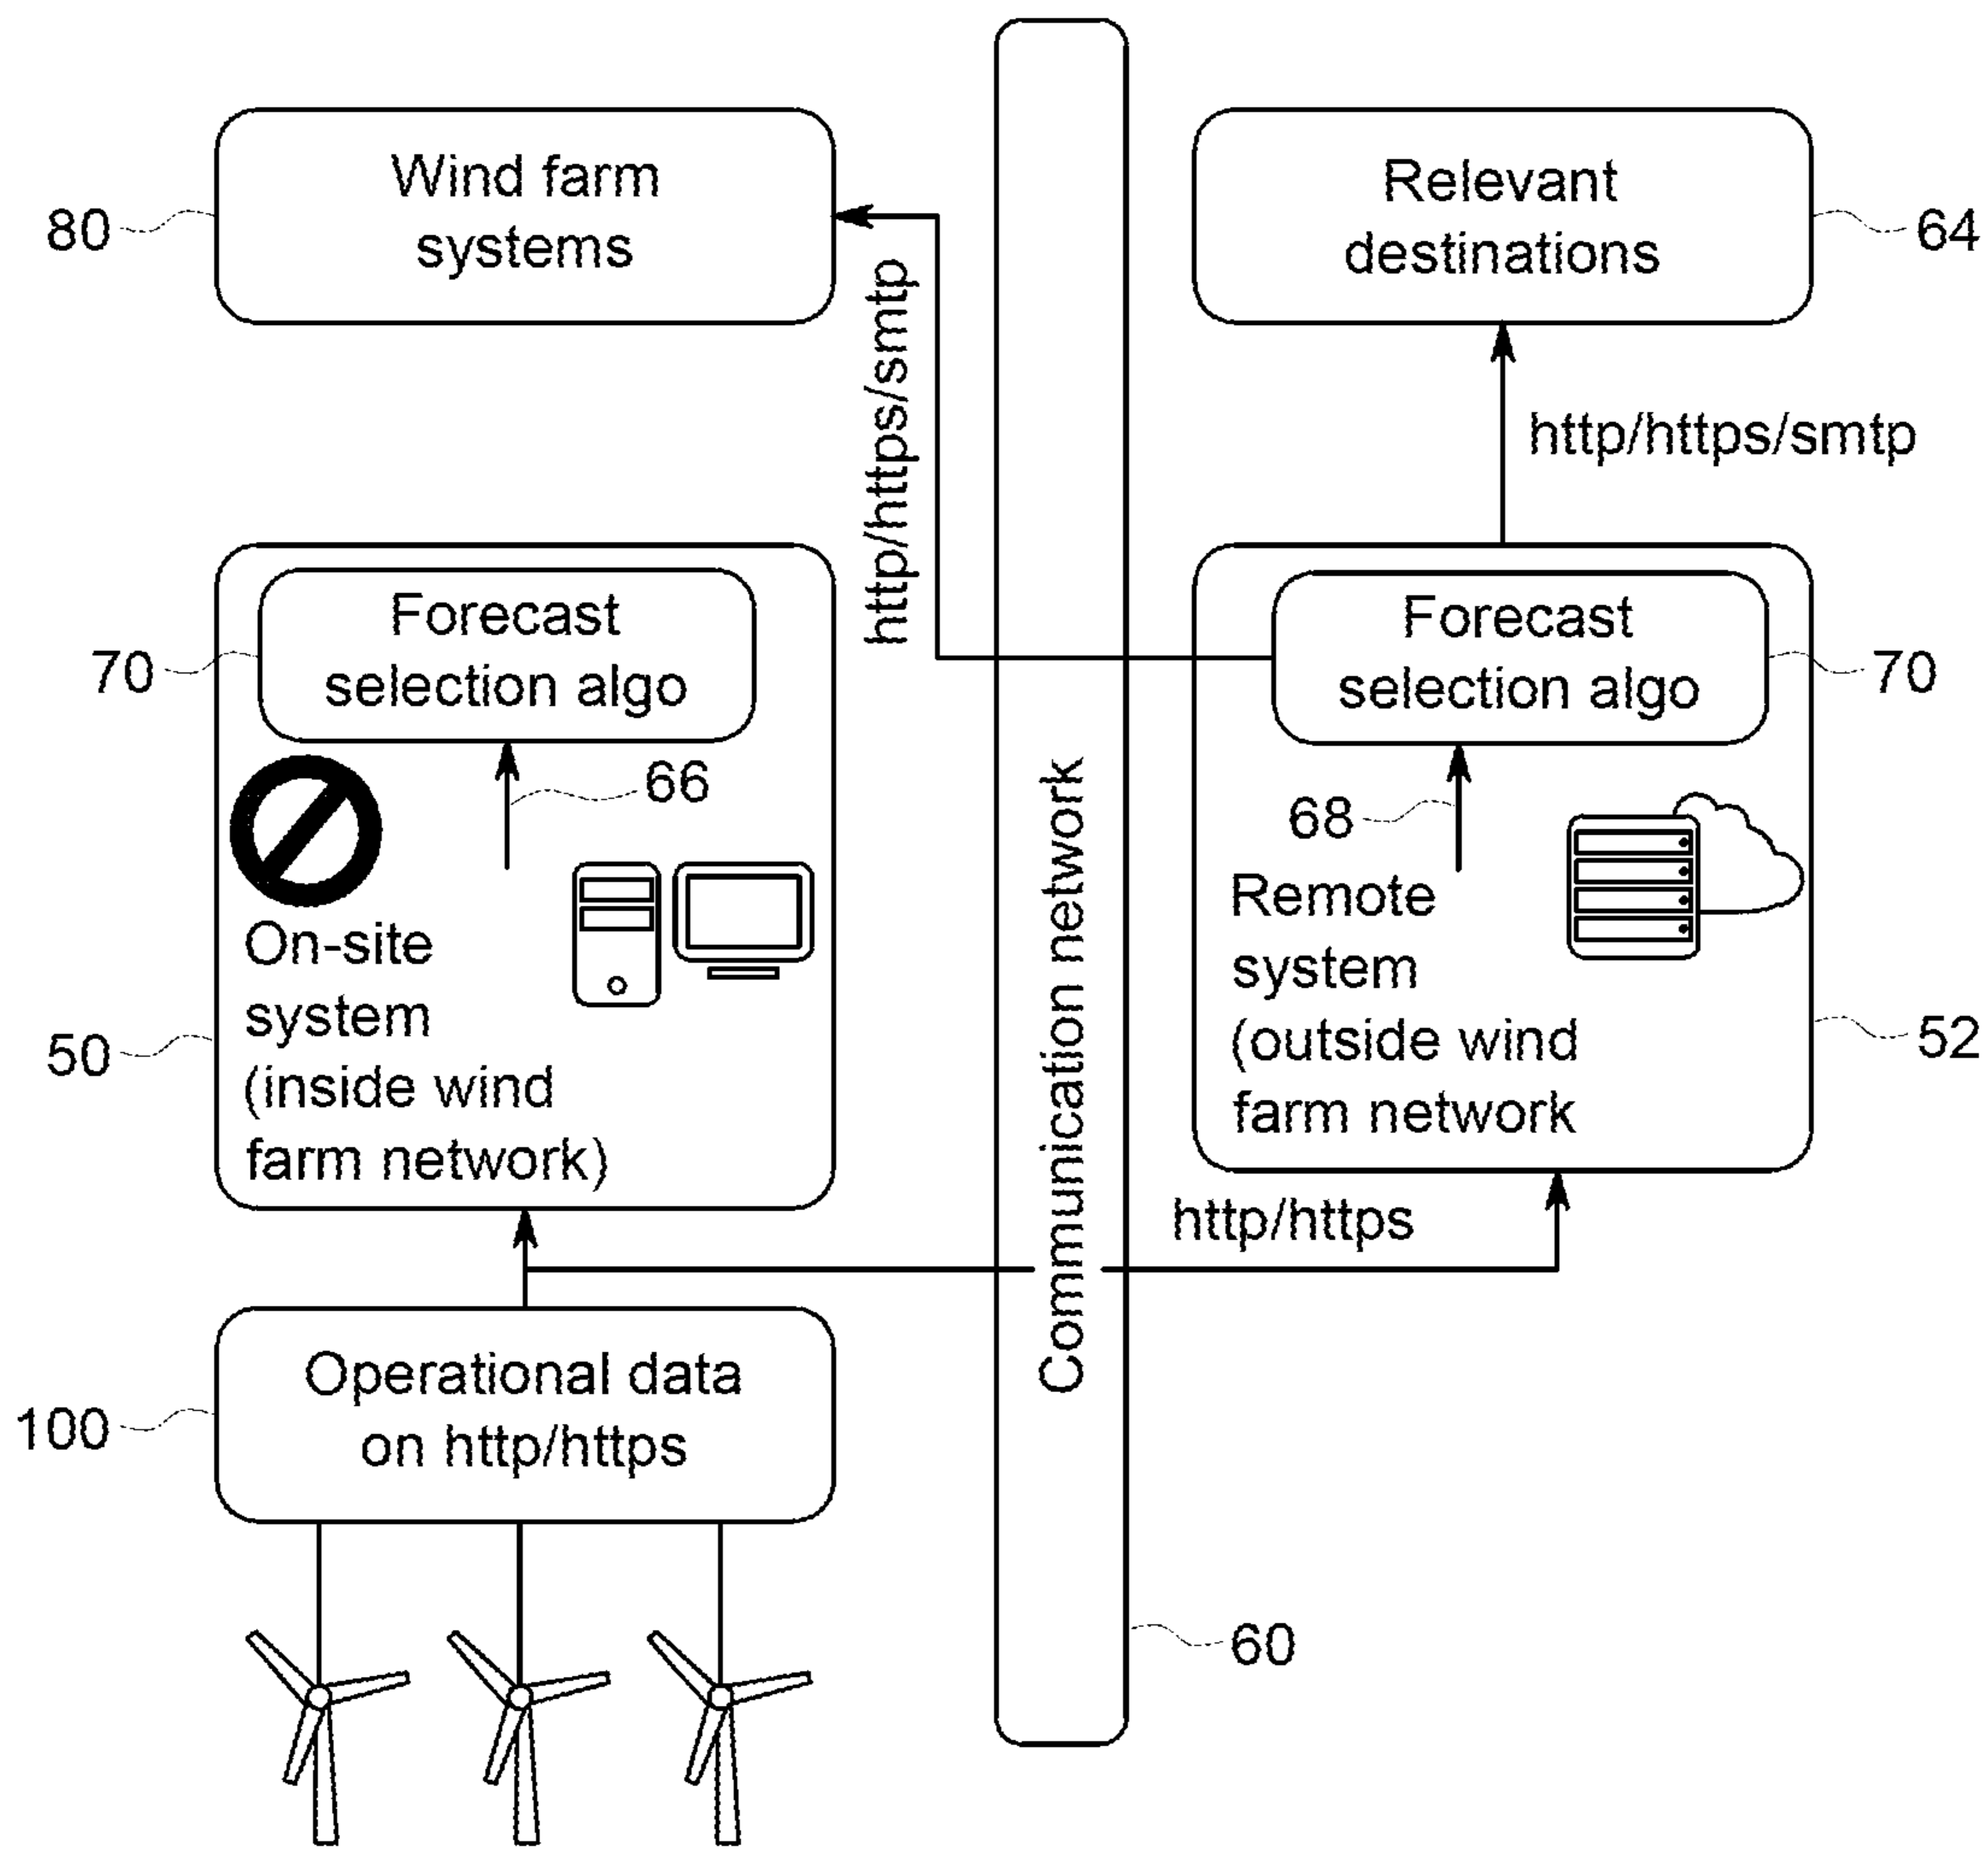 Wind farm
systems
80
Relevant
destinations
64
http/https/smtp
http/https/smtp
Forecast
selection algo
70
66
On-site
system
(inside wind
farm network)
50
Communication network
60
Forecast
selection algo
70
68
Remote
system
(outside wind
farm network
52
http/https
Operational data
on http/https
100